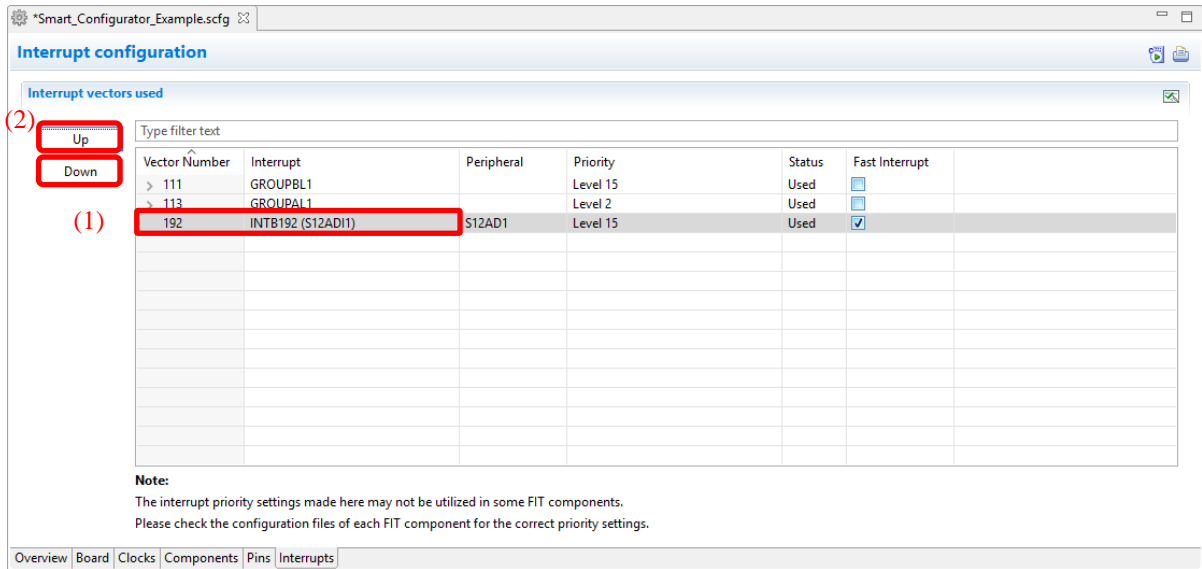 *Smart_Configurator_Example.scfg
Interrupt configuration
Interrupt vectors used
(2)
Up
Type filter text
Down
Vector Number Interrupt Peripheral Priority Status Fast Interrupt
> 111 GROUPBL1 Level 15 Used
> 113 GROUPAL1 Level 2 Used
(1)
192 INTB192 (S12ADI1) S12AD1 Level 15 Used
Note:
The interrupt priority settings made here may not be utilized in some FIT components.
Please check the configuration files of each FIT component for the correct priority settings.
Overview Board Clocks Components Pins Interrupts